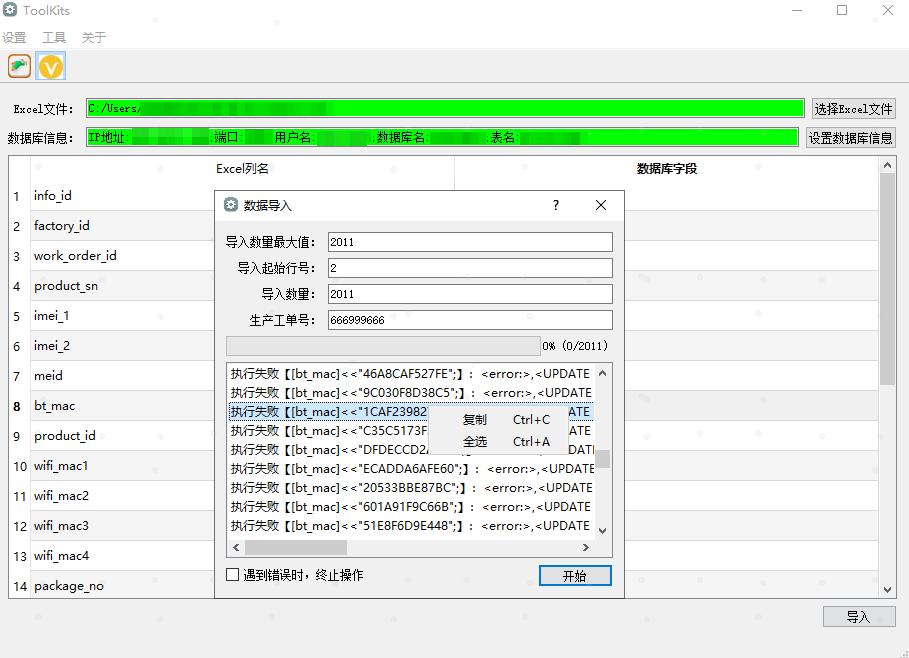 ToolKits
设置 工具 关于
Excel文件: C:/Users/ 选择Excel文件
数据库信息: IP地址: ;端口: 用户名: ;数据库名: ;表名: 设置数据库信息
Excel列名 数据库字段
1 info_id
2 factory_id
3 work_order_id
4 product_sn
5 imei_1
6 imei_2
7 meid
8 bt_mac
9 product_id
10 wifi_mac1
11 wifi_mac2
12 wifi_mac3
13 wifi_mac4
14 package_no
数据导入
导入数量最大值: 2011
导入起始行号: 2
导入数量: 2011
生产工单号: 666999666
0% (0/2011)
执行失败【[bt_mac]<<"46A8CAF527FE";】: <error:>,<UPDATE
执行失败【[bt_mac]<<"9C030F8D38C5";】: <error:>,<UPDATE
执行失败【[bt_mac]<<"1CAF23982 ATE
执行失败【[bt_mac]<<"C35C5173F ATE
执行失败【[bt_mac]<<"DFDECCD2
执行失败【[bt_mac]<<"ECADDA6AFE60";】: <error:>,<UPDATE
执行失败【[bt_mac]<<"20533BBE87BC";】: <error:>,<UPDATE
执行失败【[bt_mac]<<"601A91F9C66B";】: <error:>,<UPDATE
执行失败【[bt_mac]<<"51E8F6D9E448";】: <error:>,<UPDATE
复制 Ctrl+C
全选 Ctrl+A
遇到错误时，终止操作 开始
导入